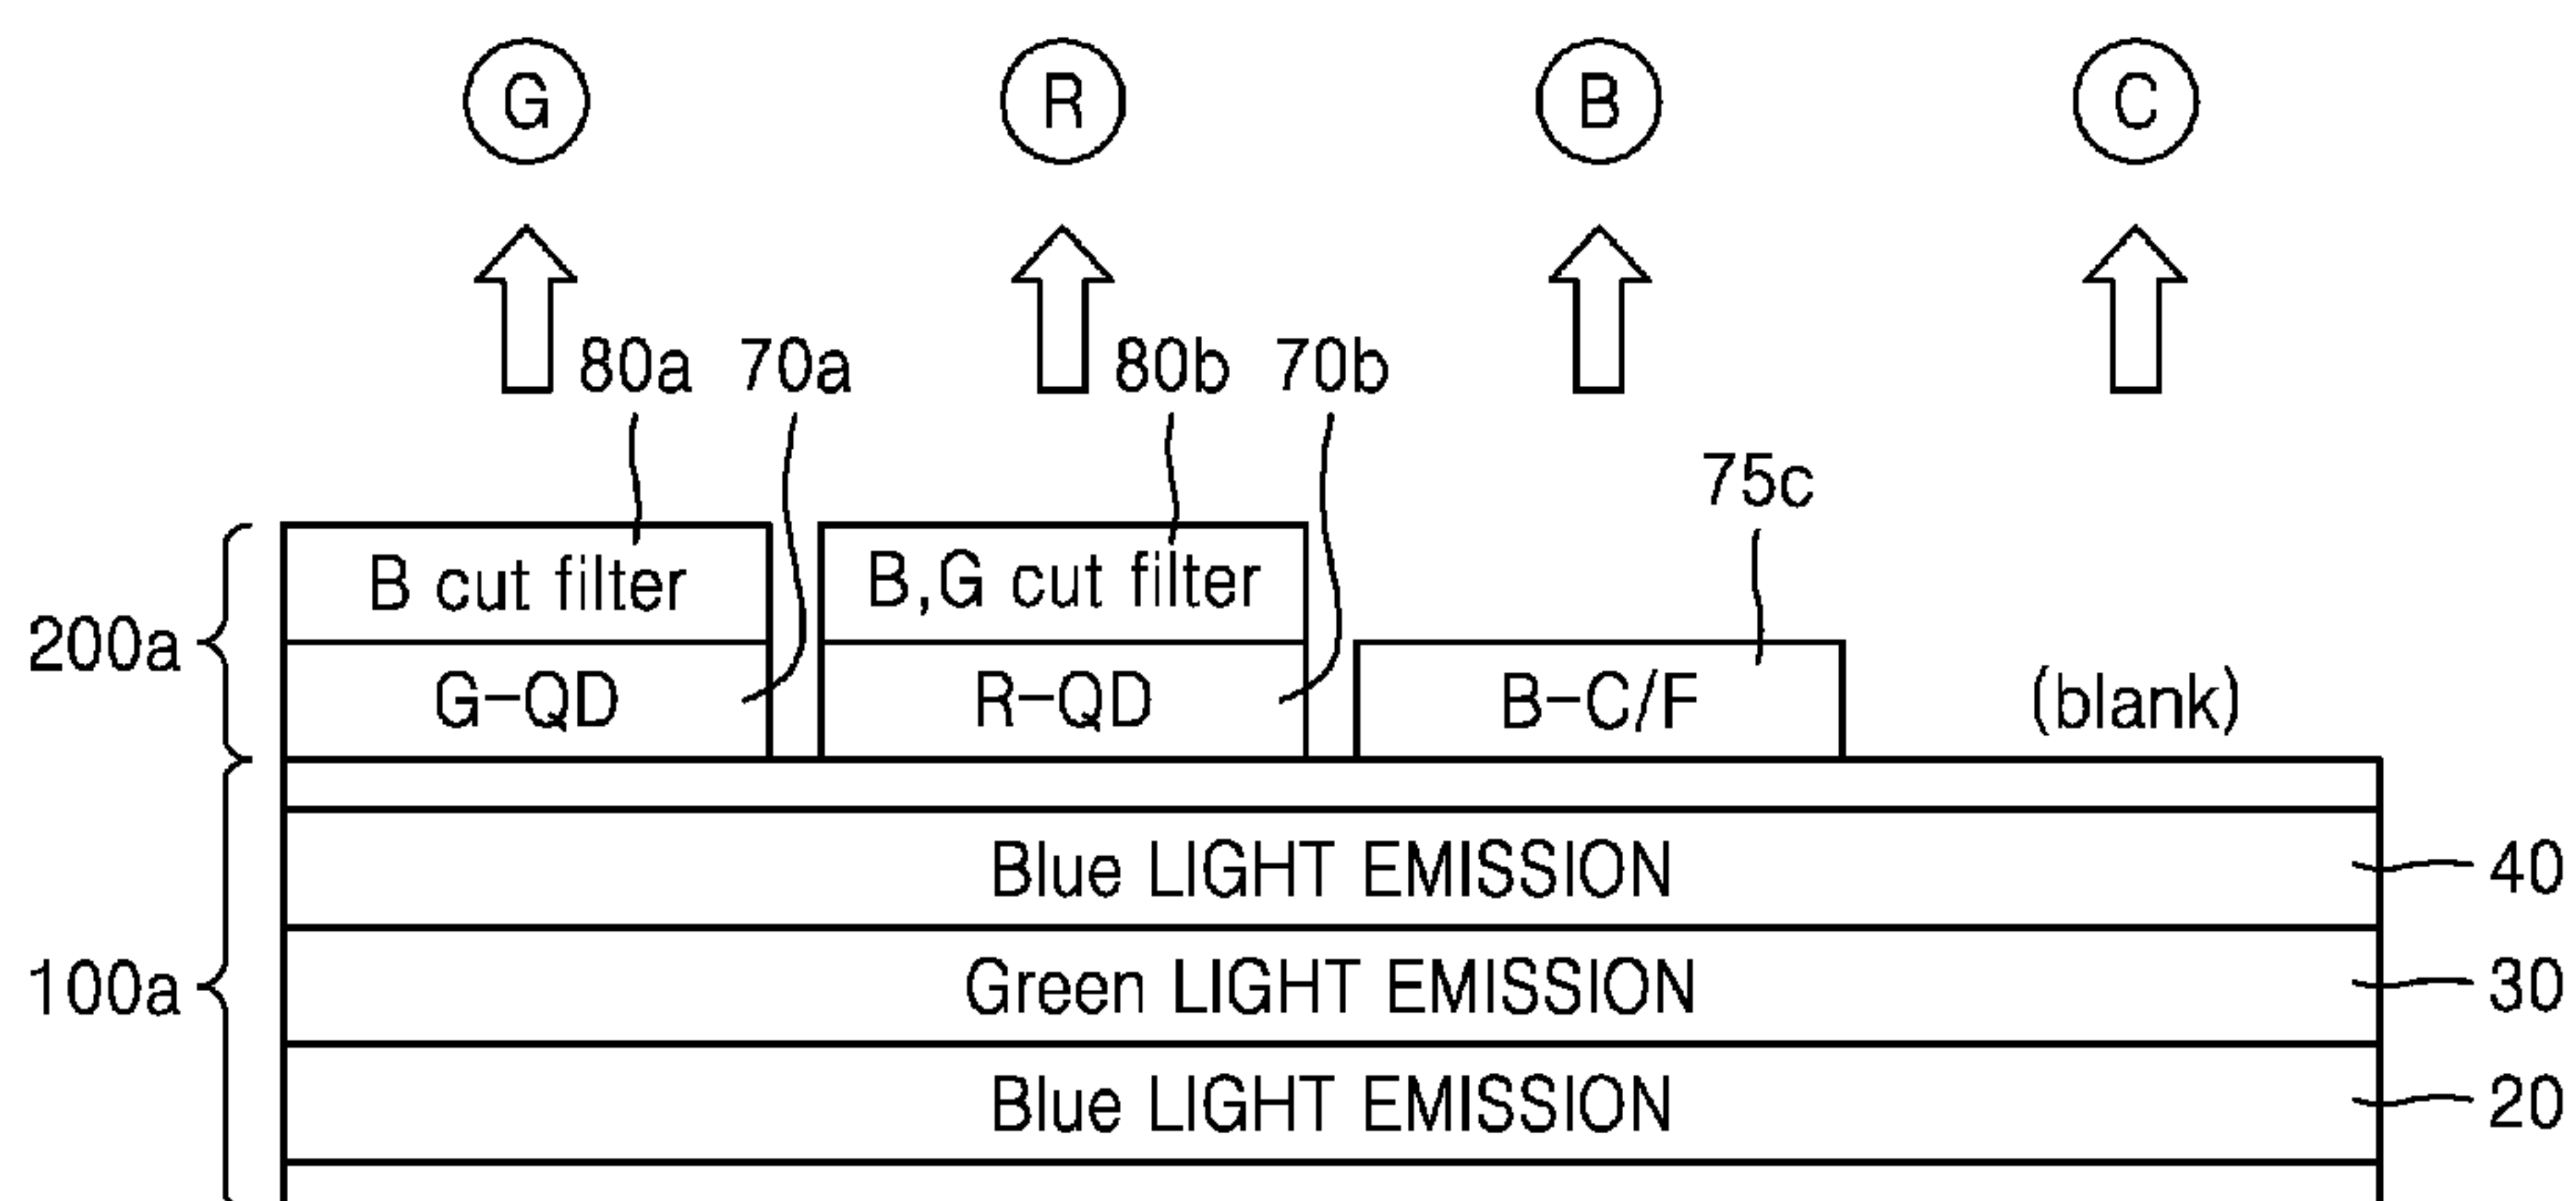 G R B C
80a 70a 80b 70b
75c
B cut filter B,G cut filter
200a
G-QD R-QD B-C/F (blank)
Blue LIGHT EMISSION 40
100a Green LIGHT EMISSION 30
Blue LIGHT EMISSION 20